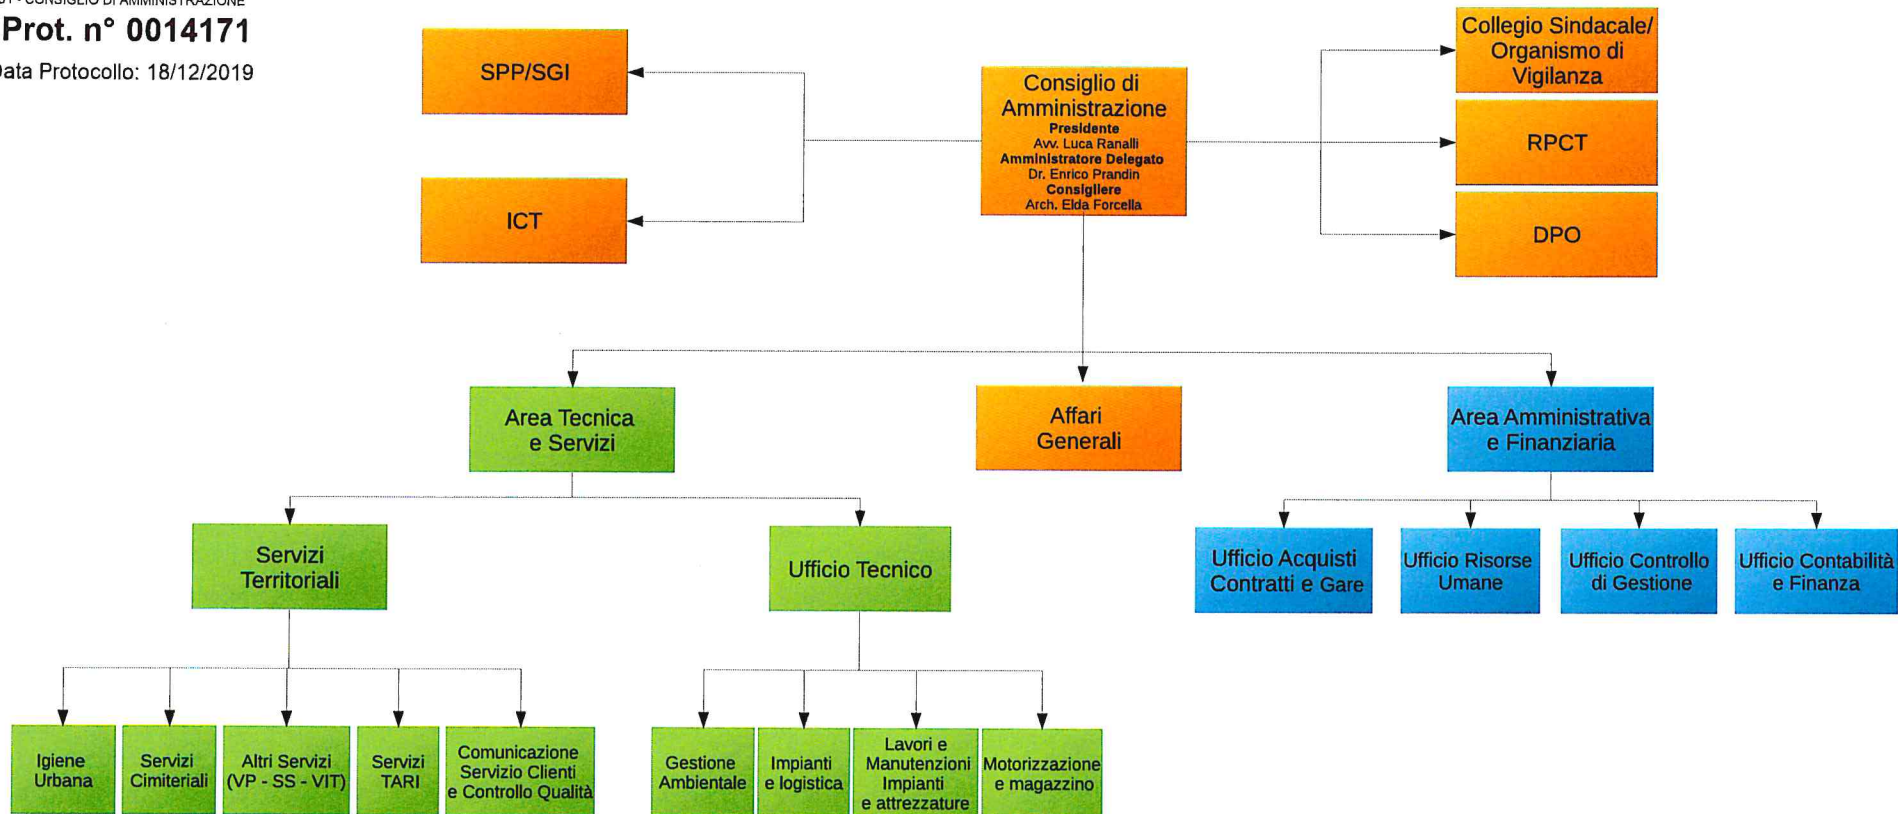 CONSIGLIO DI AMMINISTRAZIONE
Prot. n° 0014171
Data Protocollo: 18/12/2019
SPP/SGI
ICT
Consiglio di
Amministrazione
Presidente
Avv. Luca Ranalli
Amministratore Delegato
Dr. Enrico Prandin
Consigliere
Arch. Elda Forcella
Collegio Sindacale/
Organismo di
Vigilanza
RPCT
DPO
Area Tecnica
e Servizi
Affari
Generali
Area Amministrativa
e Finanziaria
Servizi
Territoriali
Ufficio Tecnico
Ufficio Acquisti
Contratti e Gare
Ufficio Risorse
Umane
Ufficio Controllo
di Gestione
Ufficio Contabilità
e Finanza
Igiene
Urbana
Servizi
Cimiteriali
Altri Servizi
(VP - SS - VIT)
Servizi
TARI
Comunicazione
Servizio Clienti
e Controllo Qualità
Gestione
Ambientale
Impianti
e logistica
Lavori e
Manutenzioni
Impianti
e attrezzature
Motorizzazione
e magazzino